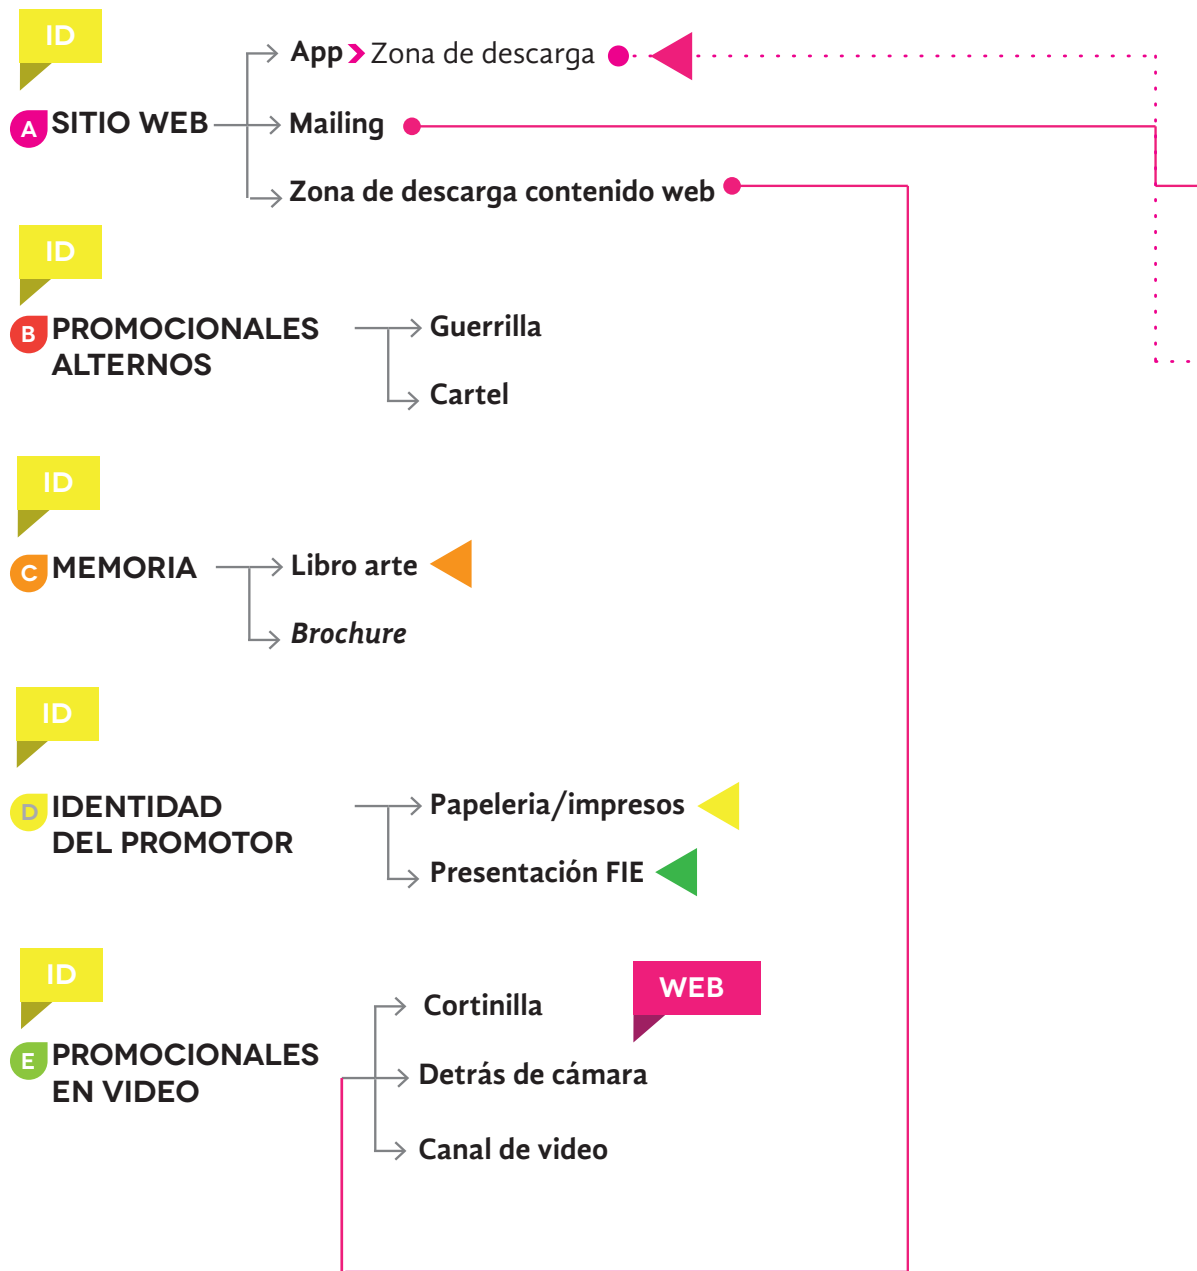 ID
App Zona de descarga
A SITIO WEB
Mailing
Zona de descarga contenido web
ID
B PROMOCIONALES
ALTERNOS
Guerrilla
Cartel
ID
C MEMORIA
Libro arte
Brochure
ID
D IDENTIDAD
DEL PROMOTOR
Papeleria/impresos
Presentación FIE
ID
E PROMOCIONALES
EN VIDEO
Cortinilla
WEB
Detrás de cámara
Canal de video